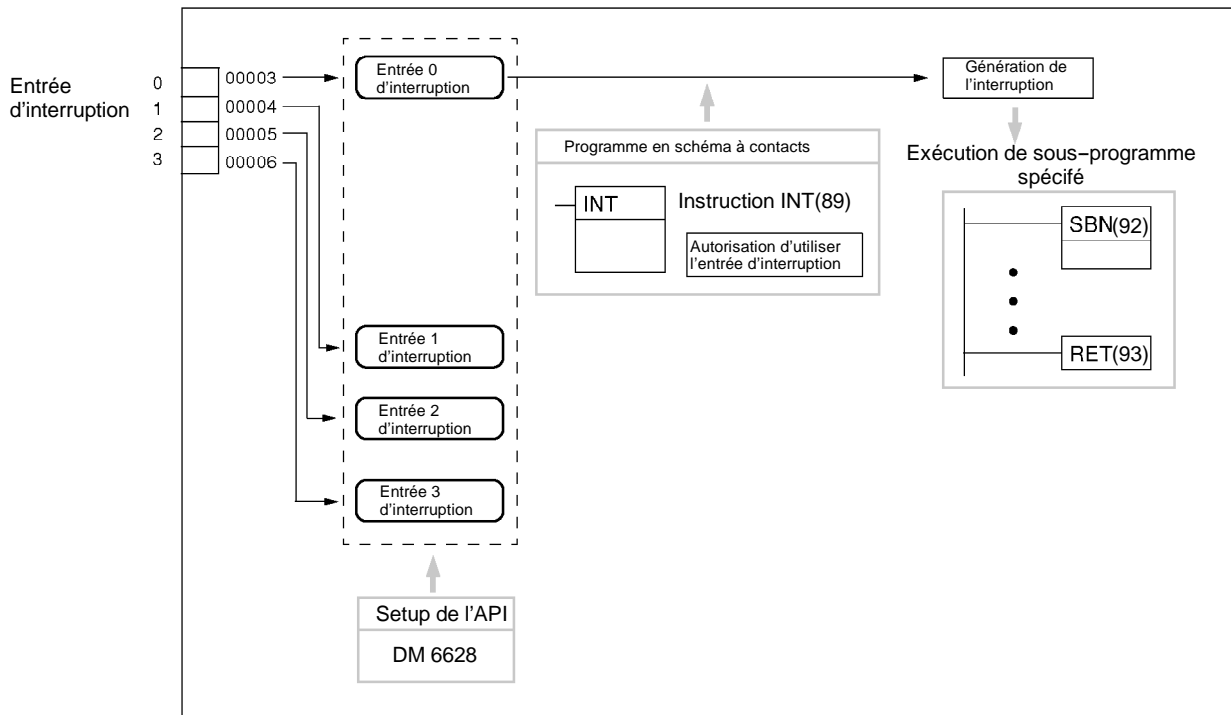 Entrée
d'interruption
0
00003
1
00004
2
00005
3
00006
Entrée 0
d'interruption
Génération de
l'interruption
Programme en schéma à contacts
INT
Instruction INT(89)
Autorisation d'utiliser
l'entrée d'interruption
Exécution de sous-programme
spécifé
SBN(92)
RET(93)
Entrée 1
d'interruption
Entrée 2
d'interruption
Entrée 3
d'interruption
Setup de l'API
DM 6628